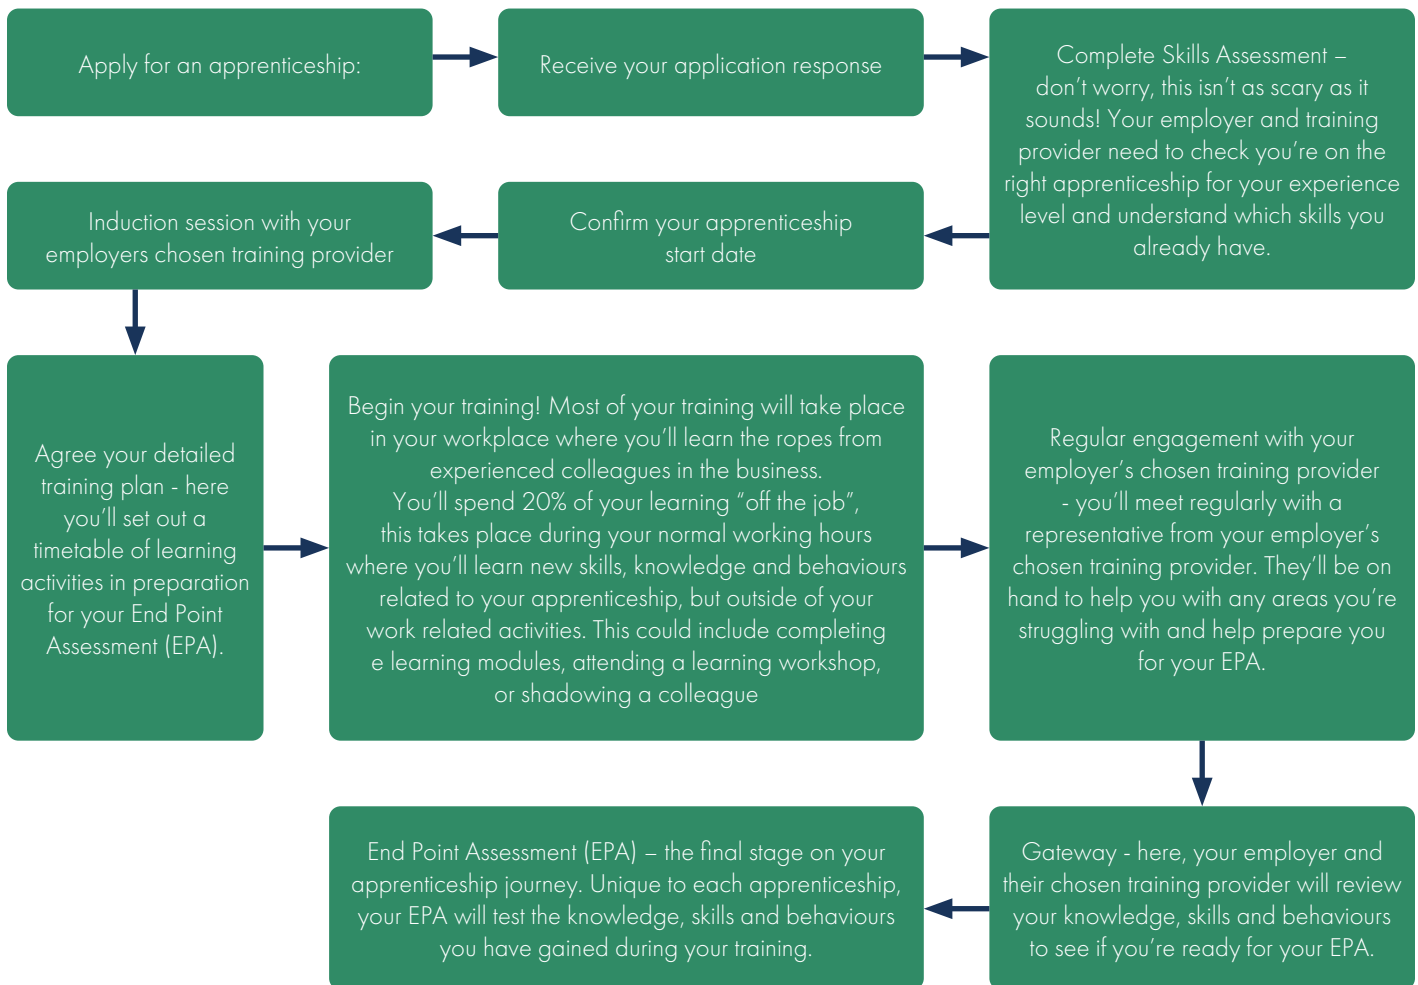 Apply for an apprenticeship:
Receive your application response
Complete Skills Assessment –
don’t worry, this isn’t as scary as it
sounds! Your employer and training
provider need to check you’re on the
right apprenticeship for your experience
level and understand which skills you
already have.
Confirm your apprenticeship
start date
Induction session with your
employers chosen training provider
Agree your detailed
training plan - here
you’ll set out a
timetable of learning
activities in preparation
for your End Point
Assessment (EPA).
Begin your training! Most of your training will take place
in your workplace where you’ll learn the ropes from
experienced colleagues in the business.
You’ll spend 20% of your learning “off the job”,
this takes place during your normal working hours
where you’ll learn new skills, knowledge and behaviours
related to your apprenticeship, but outside of your
work related activities. This could include completing
e learning modules, attending a learning workshop,
or shadowing a colleague
Regular engagement with your
employer’s chosen training provider
- you’ll meet regularly with a
representative from your employer’s
chosen training provider. They’ll be on
hand to help you with any areas you’re
struggling with and help prepare you
for your EPA.
Gateway - here, your employer and
their chosen training provider will review
your knowledge, skills and behaviours
to see if you’re ready for your EPA.
End Point Assessment (EPA) – the final stage on your
apprenticeship journey. Unique to each apprenticeship,
your EPA will test the knowledge, skills and behaviours
you have gained during your training.